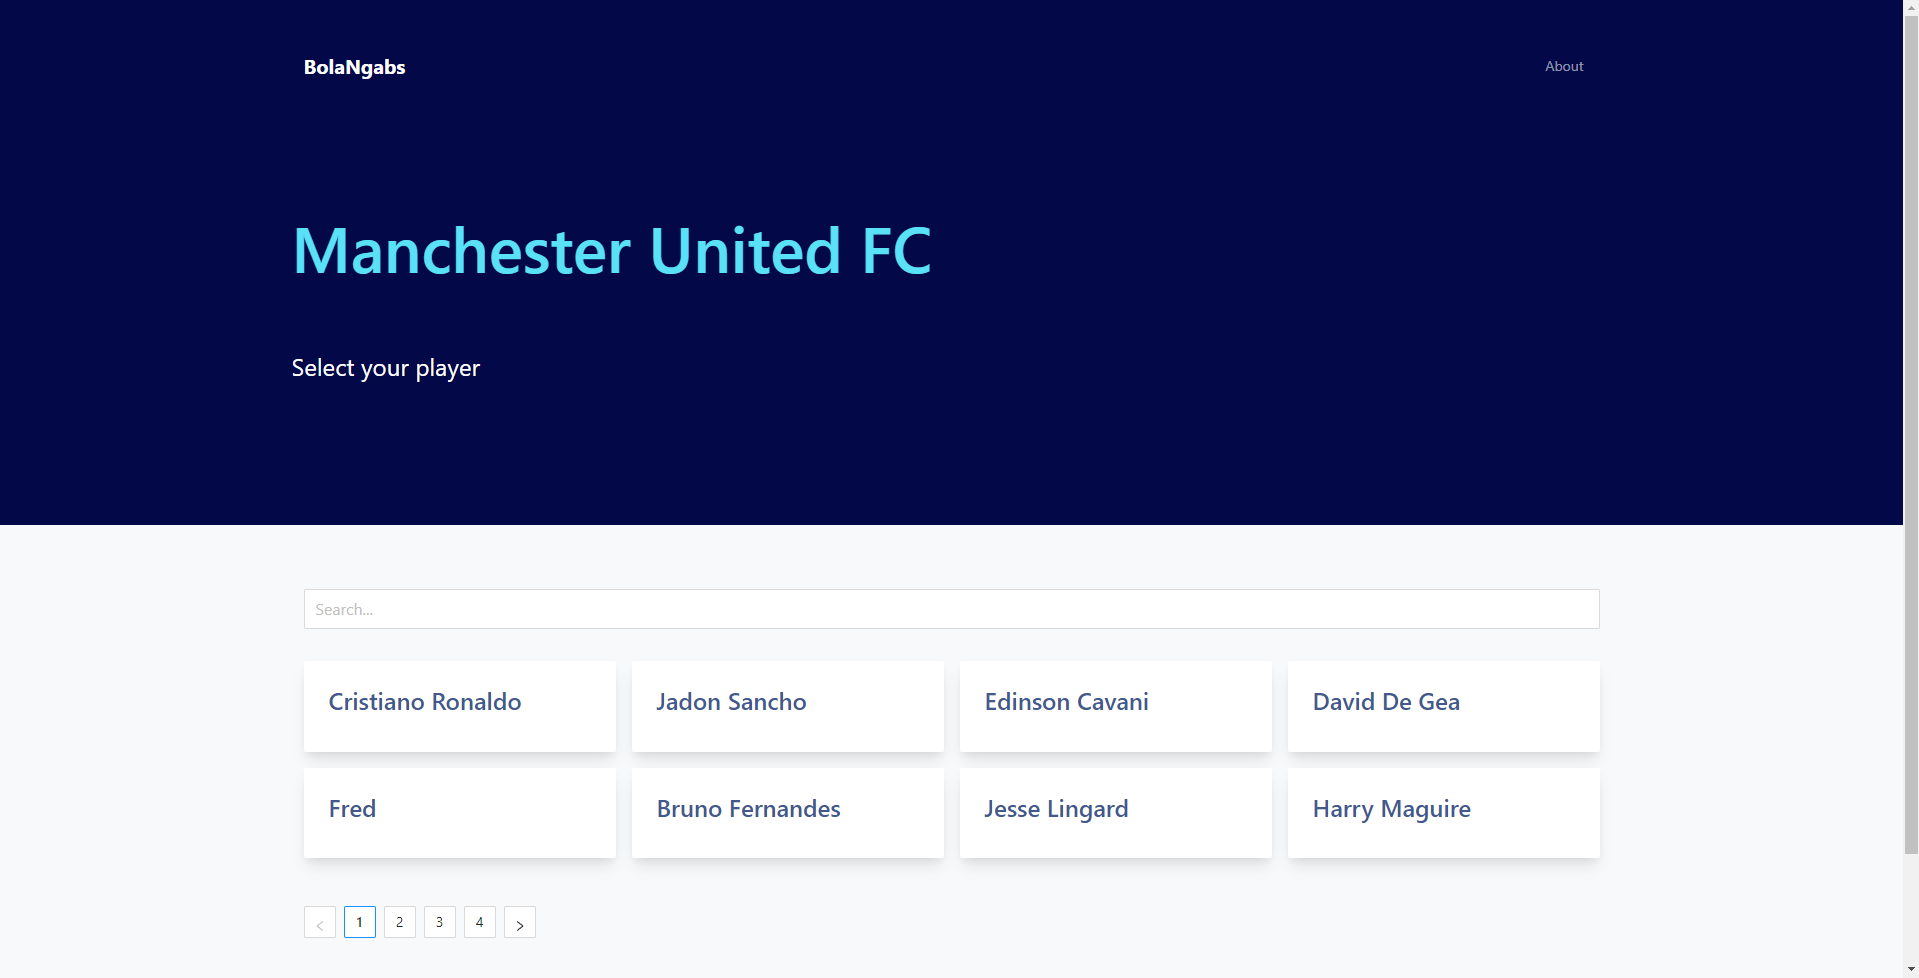 BolaNgabs
About
Manchester United FC
Select your player
Search...
Cristiano Ronaldo
Jadon Sancho
Edinson Cavani
David De Gea
Fred
Bruno Fernandes
Jesse Lingard
Harry Maguire
< 1 2 3 4 >